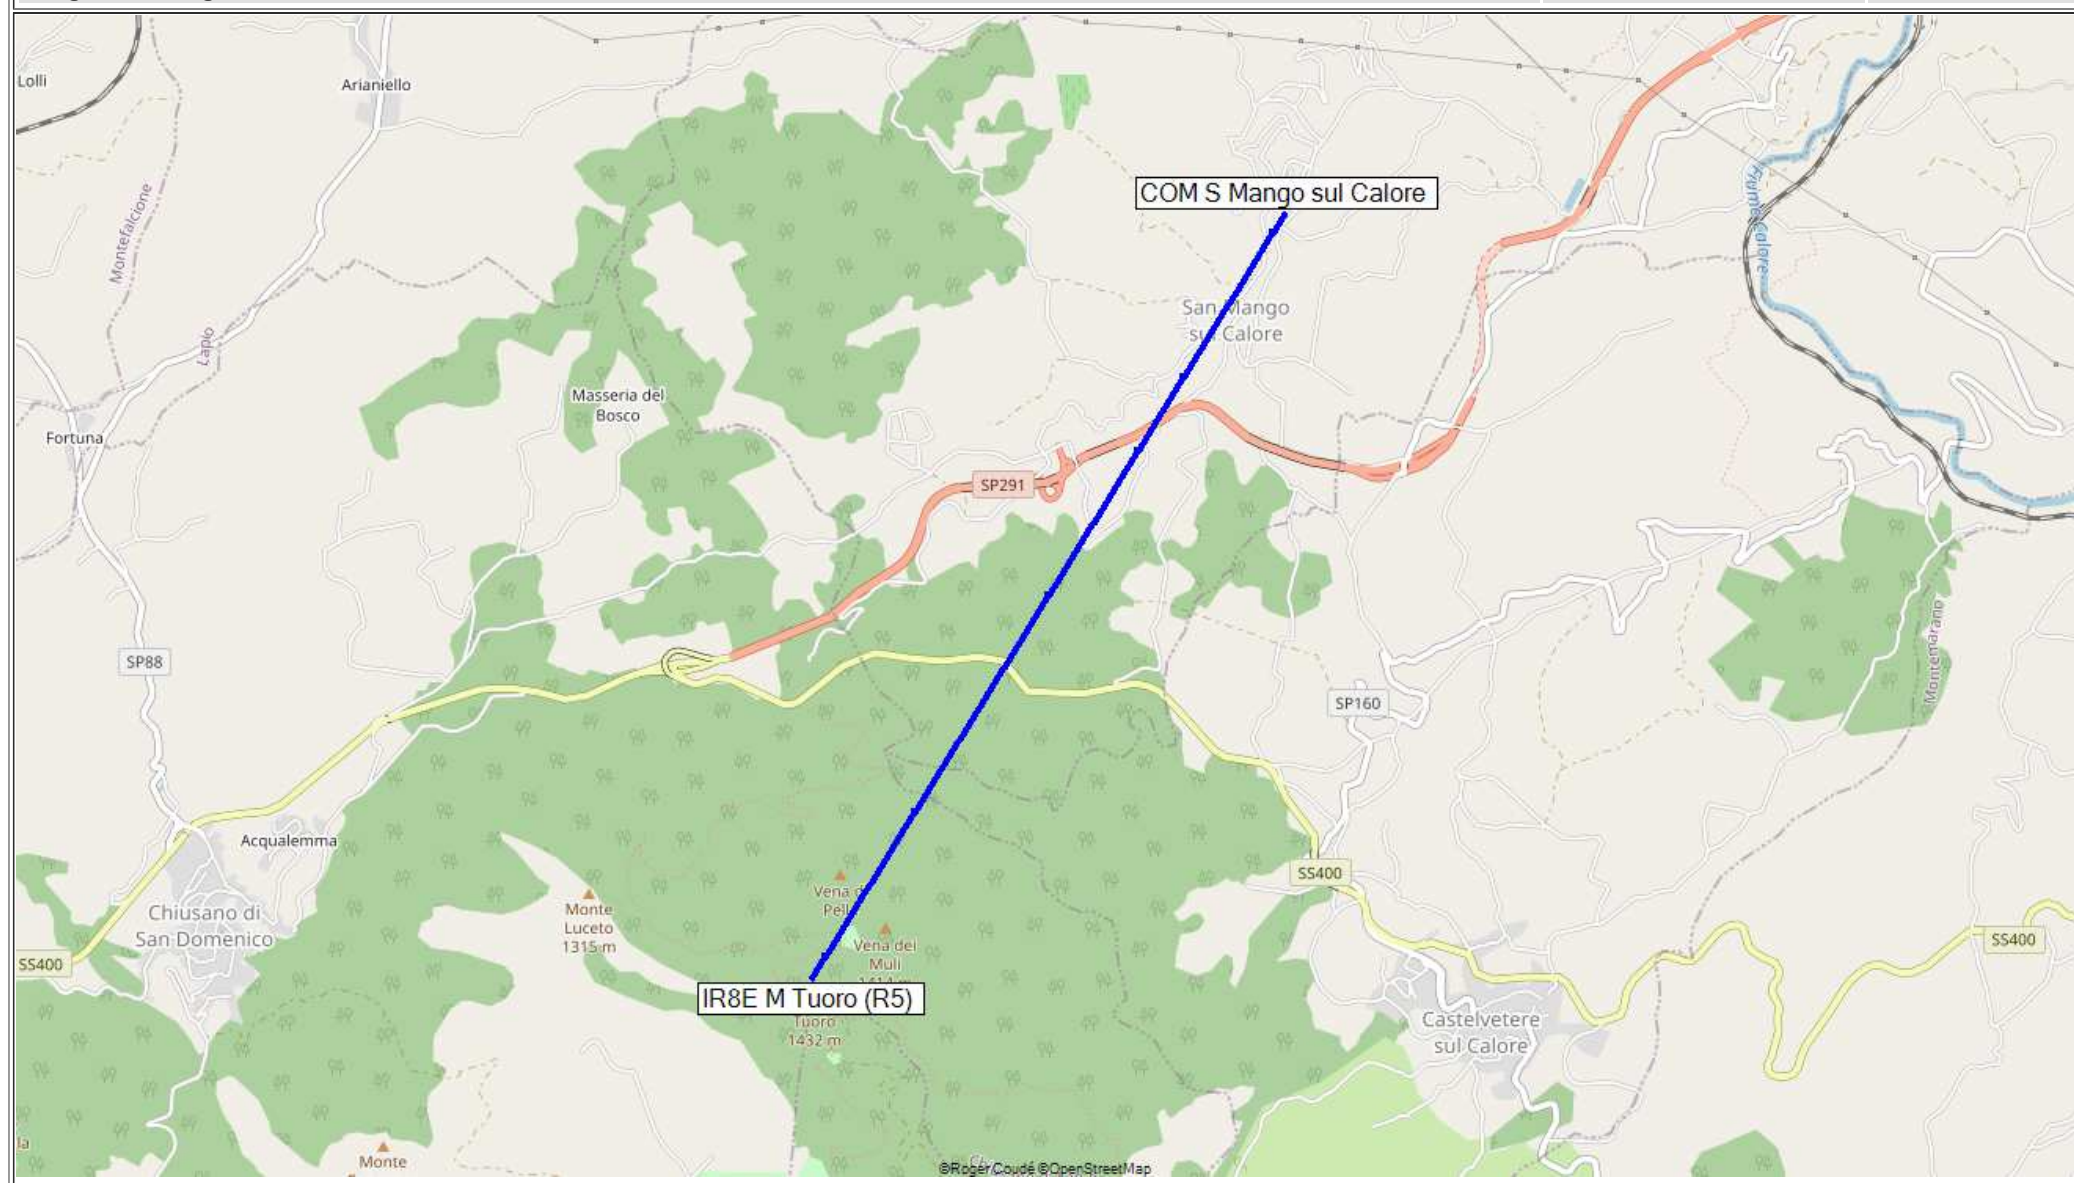 Lolli
Arianiello
Montefalcione
COM S Mango sul Calore
Fiume Calore
San Mango
sul Calore
Lapio
Masseria del
Bosco
Fortuna
SP291
Montemarano
SP88
SP160
Acqualemma
SS400
Vena
Pell
Monte
Luceto
1315 m
Chiusano di
San Domenico
Vena dei
Muli
1414 m
SS400
SS400
IR8E M Tuoro (R5)
Tuoro
1432 m
Castelvetere
sul Calore
la
Monte
©Roger Coudé ©OpenStreetMap